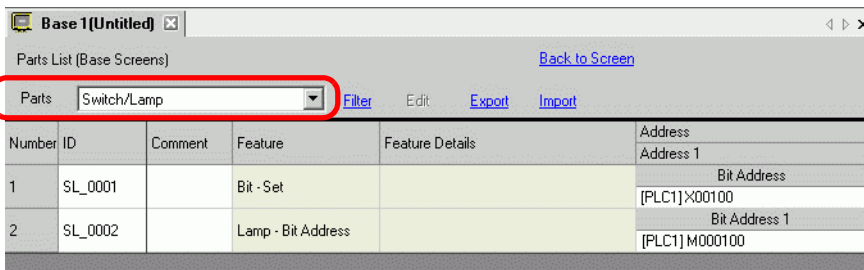 Base 1(Untitled)
Parts List (Base Screens) Back to Screen
Parts Switch/Lamp Filter Edit Export Import
Number ID Comment Feature Feature Details Address
Address 1
1 SL_0001 Bit - Set Bit Address
[PLC1]X00100
2 SL_0002 Lamp - Bit Address Bit Address 1
[PLC1]M000100